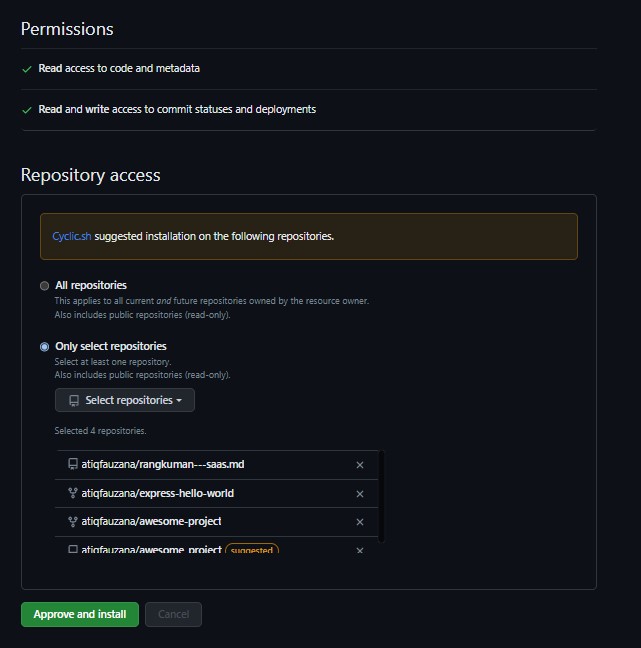 Permissions
Read access to code and metadata
Read and write access to commit statuses and deployments
Repository access
Cyclic.sh suggested installation on the following repositories.
All repositories
This applies to all current and future repositories owned by the resource owner.
Also includes public repositories (read-only).
Only select repositories
Select at least one repository.
Also includes public repositories (read-only).
Select repositories
Selected 4 repositories.
atiqfauzana/rangkuman---saas.md
atiqfauzana/express-hello-world
atiqfauzana/awesome-project
atiqfauzana/awesome_project suggested
Approve and install Cancel